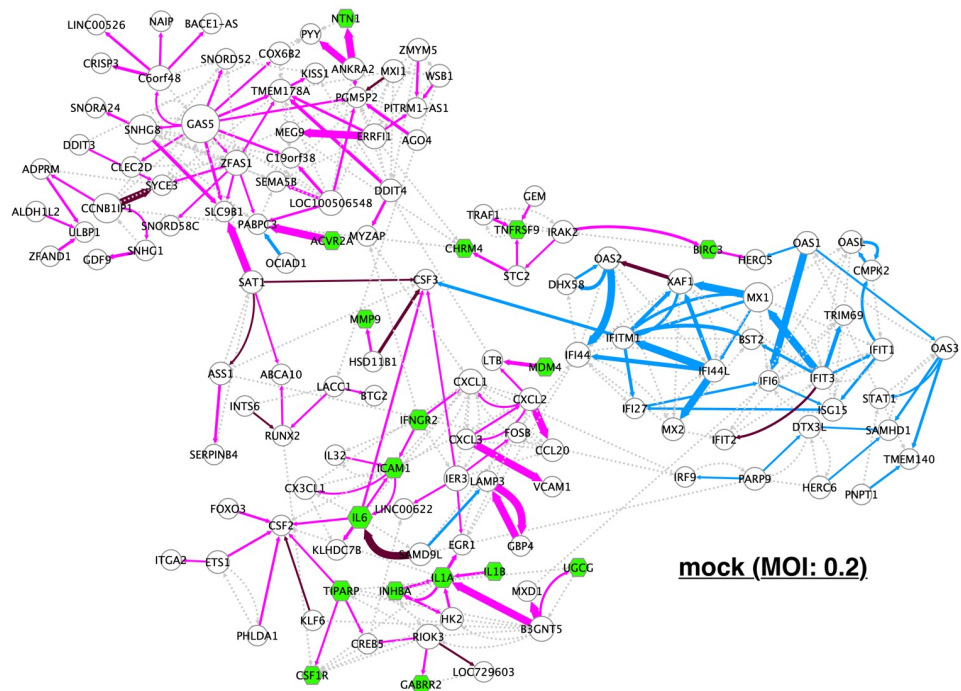 NTN1
LINC00526
NAIP
BACE1-AS
PYY
CRISP3
C6orf48
SNORD52
COX6B2
KISS1
ANKRA2
MXI1
ZMYM5
WSB1
TMEM178A
PGM5P2
PITRM1-AS1
SNORA24
SNHG8
GAS5
MEG9
ERRFI1
AGO4
DDIT3
CLEC2D
ZFAS1
C19orf38
ADPRM
SYCE3
SEMA5B
DDIT4
ALDH1L2
CCNB1IP1
SLC9B1
PABPC3
LOC100506548
ULBP1
SNORD58C
ACVR2A
MYZAP
ZFAND1
GDF9
SNHG1
OCIAD1
TRAF1
GEM
TNFRSF9
IRAK2
CHRM4
STC2
BIRC3
HERC5
OAS1
OASL
CMPK2
OAS2
DHX58
XAF1
MX1
SAT1
CSF3
TRIM69
MMP9
HSD11B1
IFITM1
BST2
IFI44
IFI44L
IFIT1
OAS3
LTB
MDM4
IFI6
IFIT3
ASS1
ABCA10
LACC1
BTG2
CXCL1
CXCL2
IFI27
MX2
ISG15
STAT1
INTS6
RUNX2
IFNGR2
CXCL3
FOSB
CCL20
IFIT2
DTX3L
SAMHD1
SERPINB4
IL32
ICAM1
TMEM140
CX3CL1
IER3
LAMP3
VCAM1
IRF9
PARP9
HERC6
PNPT1
FOXO3
LINC00622
IL6
CSF2
KLHDC7B
SAMD9L
EGR1
GBP4
ITGA2
ETS1
mock (MOI: 0.2)
TIPARP
INHBA
IL1A
IL1B
UGCG
MXD1
PHLDA1
KLF6
HK2
B3GNT5
CREB5
RIOK3
CSF1R
GABRR2
LOC729603